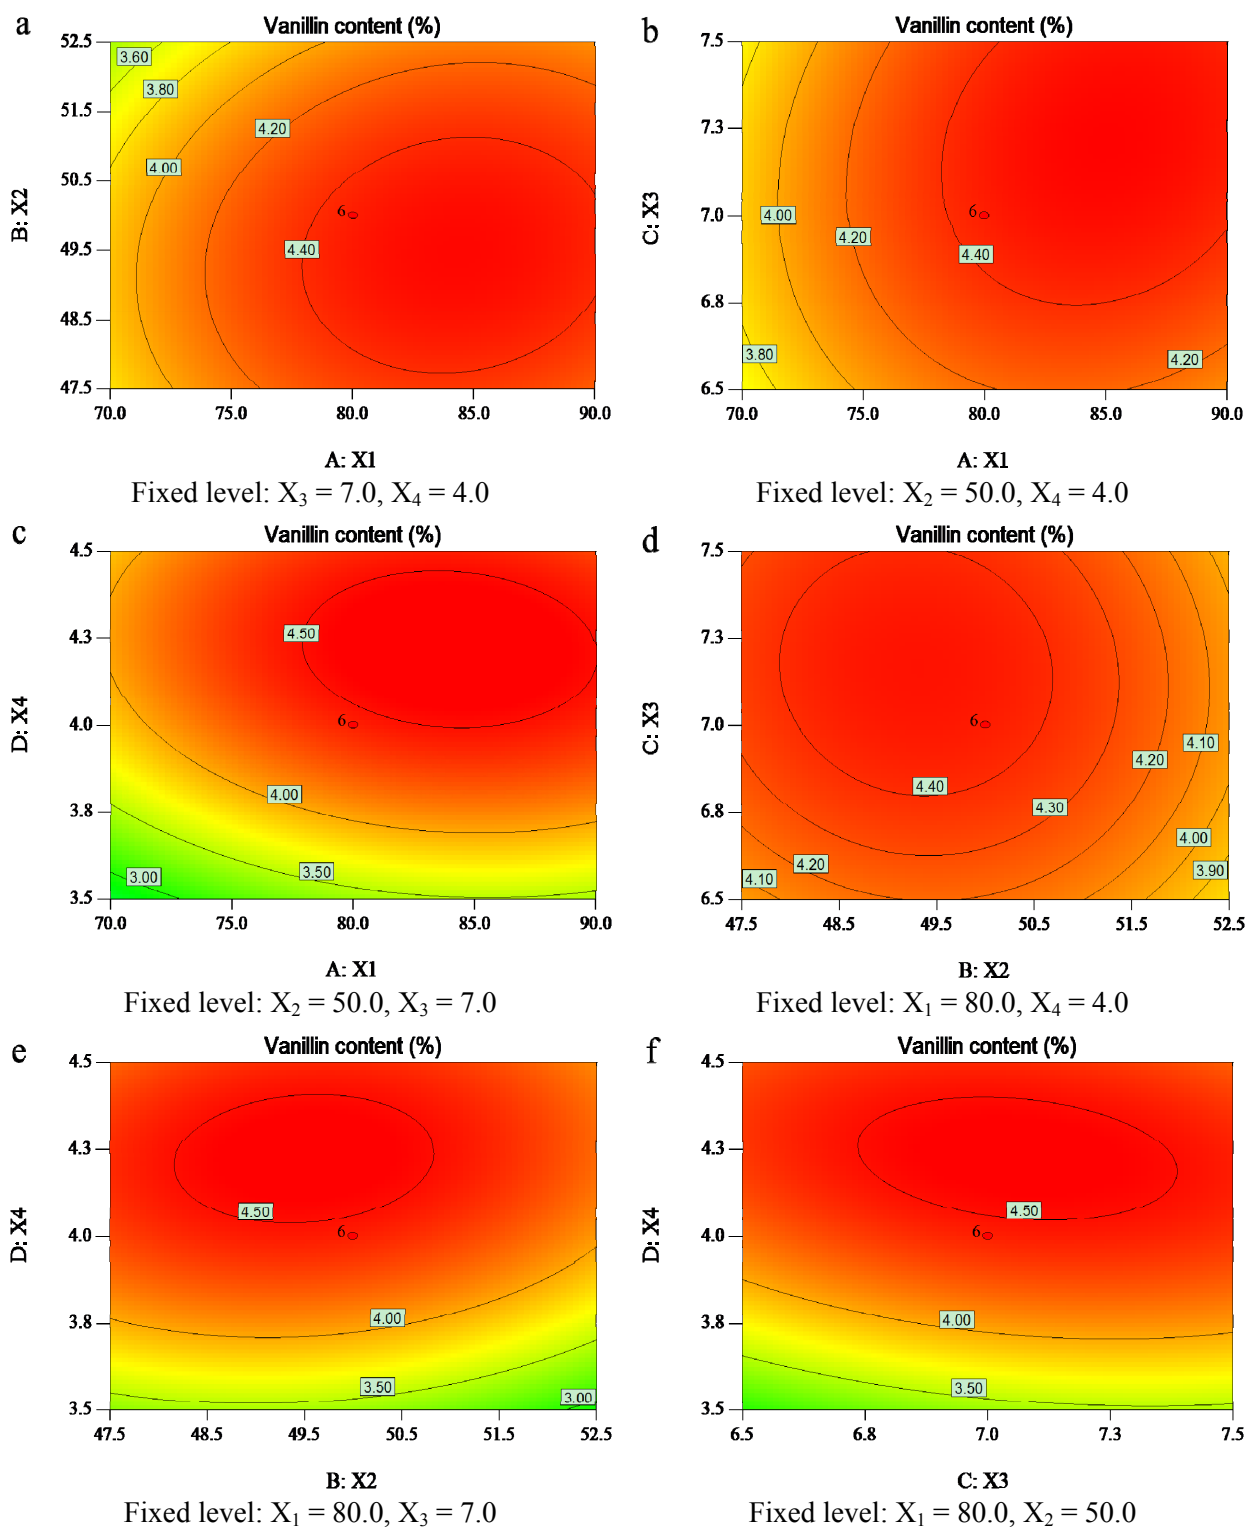 a
Vanillin content (%)
52.5
51.5
50.5
49.5
48.5
47.5
B: X2
3.60
3.80
4.00
4.20
4.40
6
70.0 75.0 80.0 85.0 90.0
A: X1
Fixed level: X₃ = 7.0, X₄ = 4.0
b
Vanillin content (%)
7.5
7.3
7.0
6.8
6.5
C: X3
4.00
4.20
4.40
3.80
4.20
6
70.0 75.0 80.0 85.0 90.0
A: X1
Fixed level: X₂ = 50.0, X₄ = 4.0
c
Vanillin content (%)
4.5
4.3
4.0
3.8
3.5
D: X4
4.50
6
4.00
3.50
3.00
70.0 75.0 80.0 85.0 90.0
A: X1
Fixed level: X₂ = 50.0, X₃ = 7.0
d
Vanillin content (%)
7.5
7.3
7.0
6.8
6.5
C: X3
6
4.10
4.20
4.40
4.30
4.00
4.20
3.90
4.10
47.5 48.5 49.5 50.5 51.5 52.5
B: X2
Fixed level: X₁ = 80.0, X₄ = 4.0
e
Vanillin content (%)
4.5
4.3
4.0
3.8
3.5
D: X4
4.50
6
4.00
3.50
3.00
47.5 48.5 49.5 50.5 51.5 52.5
B: X2
Fixed level: X₁ = 80.0, X₃ = 7.0
f
Vanillin content (%)
4.5
4.3
4.0
3.8
3.5
D: X4
4.50
6
4.00
3.50
6.5 6.8 7.0 7.3 7.5
C: X3
Fixed level: X₁ = 80.0, X₂ = 50.0